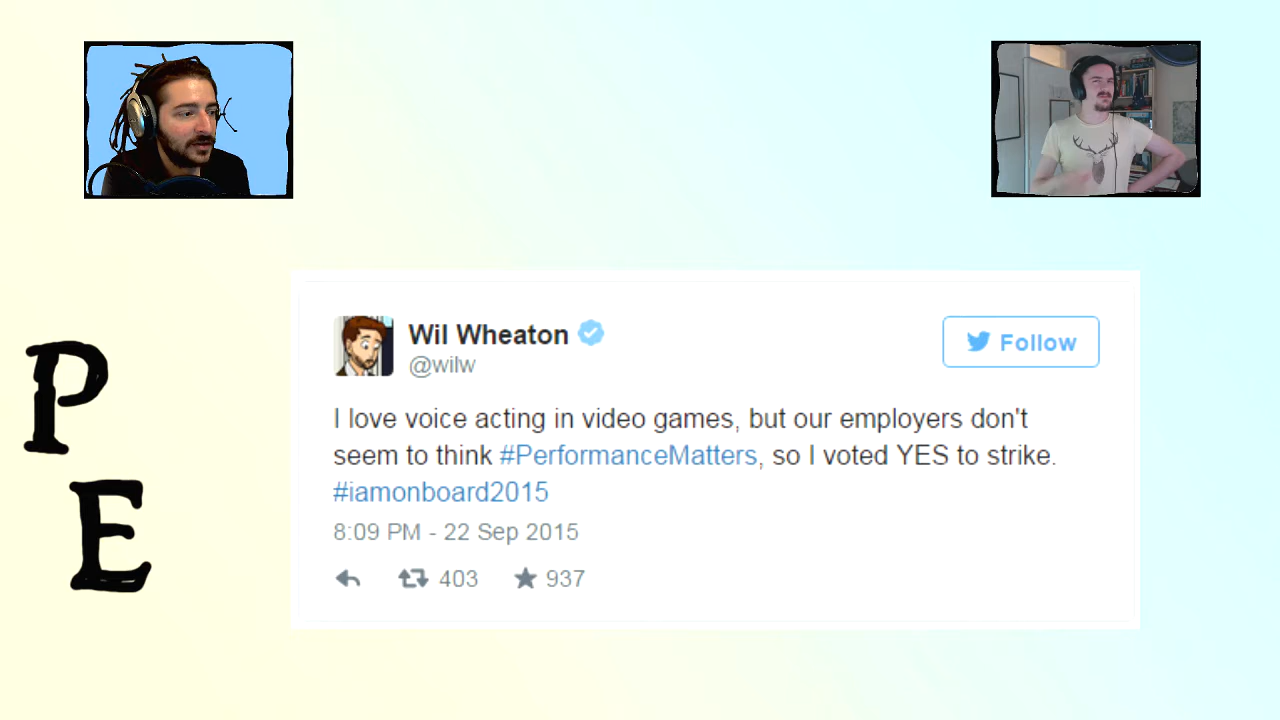 Wil Wheaton
@wilw
Follow
I love voice acting in video games, but our employers don't
seem to think #PerformanceMatters, so I voted YES to strike.
#iamonboard2015
8:09 PM - 22 Sep 2015
403 937
P
E